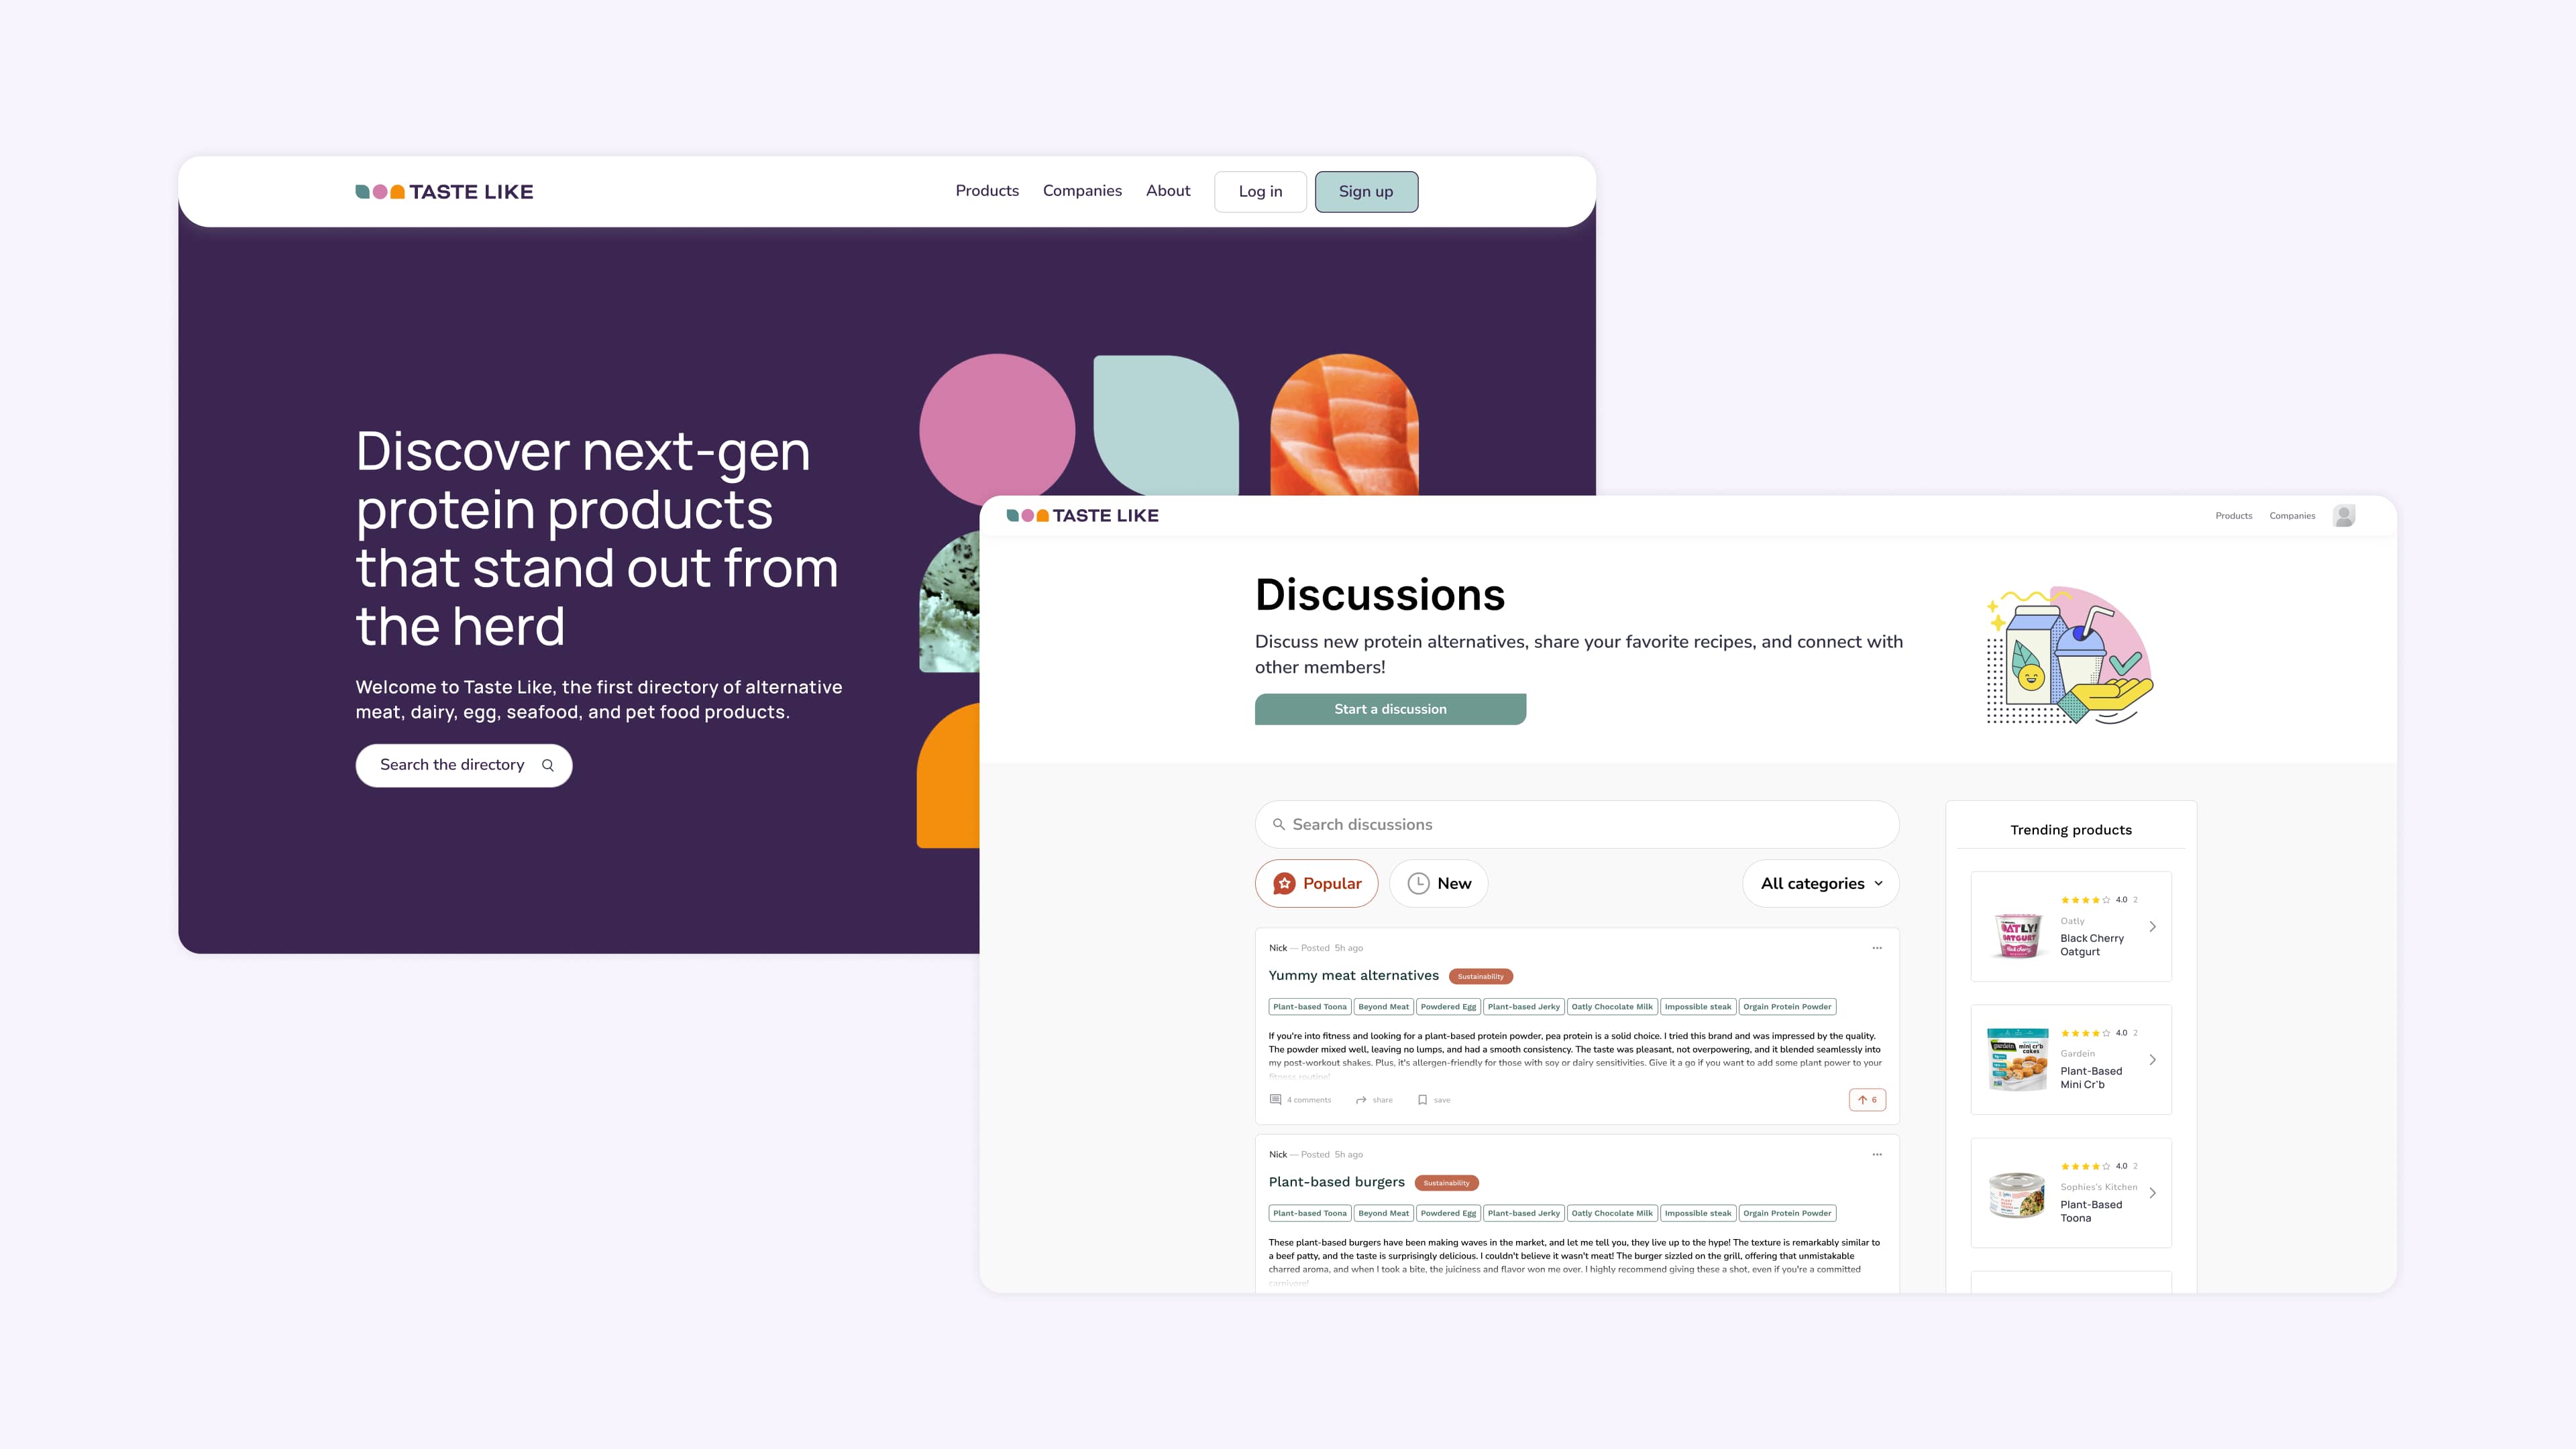 TASTE LIKE
Products Companies About Log in Sign up
Discover next-gen
protein products
that stand out from
the herd
Welcome to Taste Like, the first directory of alternative
meat, dairy, egg, seafood, and pet food products.
Search the directory
TASTE LIKE
Products Companies
Discussions
Discuss new protein alternatives, share your favorite recipes, and connect with
other members!
Start a discussion
Search discussions
Popular New All categories
Nick — Posted 5h ago
Yummy meat alternatives Sustainability
Plant-based Toona Beyond Meat Powdered Egg Plant-based Jerky Oatly Chocolate Milk Impossible steak Orgain Protein Powder
If you're into fitness and looking for a plant-based protein powder, pea protein is a solid choice. I tried this brand and was impressed by the quality.
The powder mixed well, leaving no lumps, and had a smooth consistency. The taste was pleasant, not overpowering, and it blended seamlessly into
my post-workout shakes. Plus, it's allergen-friendly for those with soy or dairy sensitivities. Give it a go if you want to add some plant power to your
fitness routine!
4 comments share save 6
Nick — Posted 5h ago
Plant-based burgers Sustainability
Plant-based Toona Beyond Meat Powdered Egg Plant-based Jerky Oatly Chocolate Milk Impossible steak Orgain Protein Powder
These plant-based burgers have been making waves in the market, and let me tell you, they live up to the hype! The texture is remarkably similar to
a beef patty, and the taste is surprisingly delicious. I couldn't believe it wasn't meat! The burger sizzled on the grill, offering that unmistakable
charred aroma, and when I took a bite, the juiciness and flavor won me over. I highly recommend giving these a shot, even if you're a committed
carnivore!
Trending products
OATLY!
OATGURT
4.0 2
Oatly
Black Cherry
Oatgurt
gardein
mini cr'b
cakes
4.0 2
Gardein
Plant-Based
Mini Cr'b
4.0 2
Sophies's Kitchen
Plant-Based
Toona